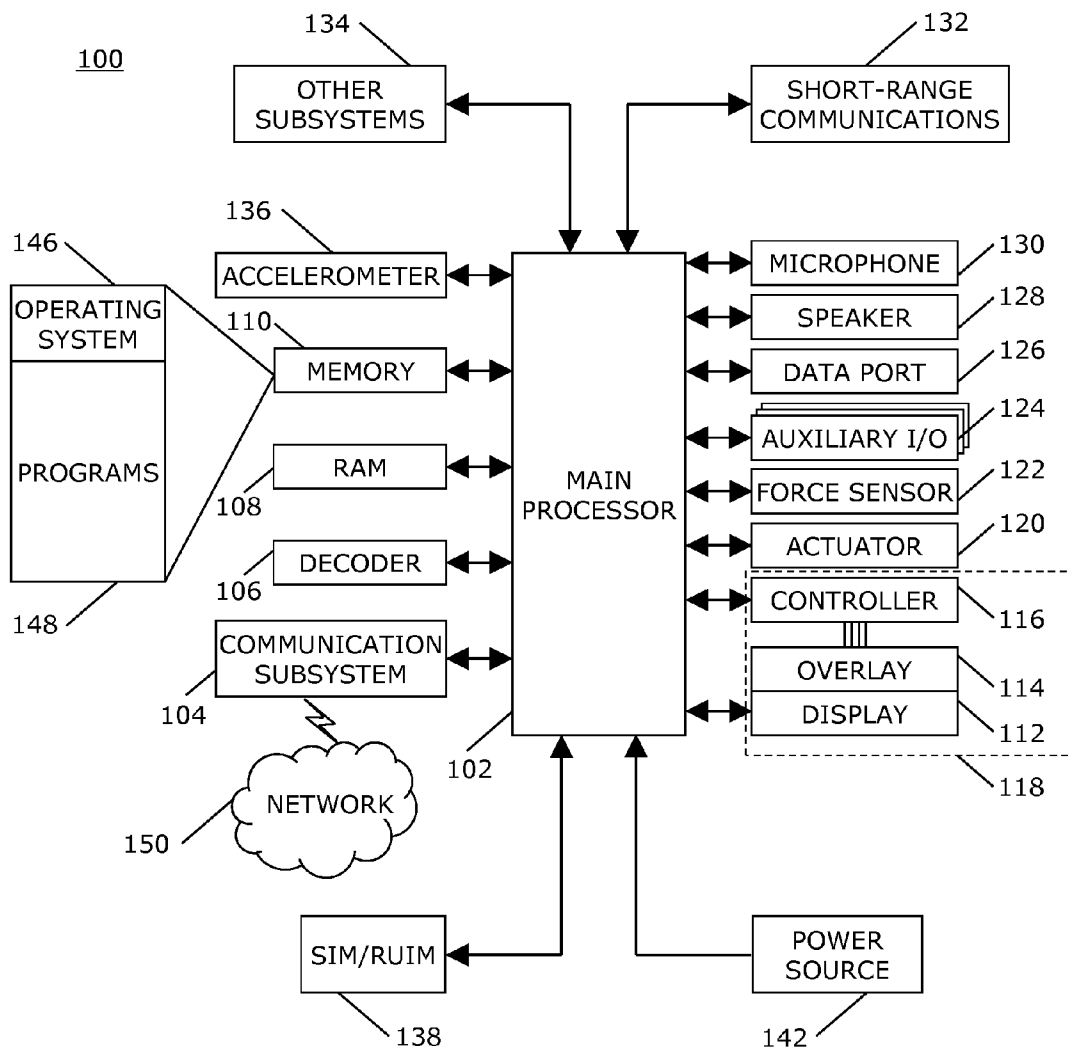 134
132
100
OTHER
SUBSYSTEMS
SHORT-RANGE
COMMUNICATIONS
136
146
ACCELEROMETER
MICROPHONE
130
OPERATING
SYSTEM
110
SPEAKER
128
MEMORY
DATA PORT
126
AUXILIARY I/O
124
PROGRAMS
RAM
108
MAIN
PROCESSOR
FORCE SENSOR
122
ACTUATOR
120
DECODER
106
CONTROLLER
116
148
COMMUNICATION
SUBSYSTEM
OVERLAY
114
104
DISPLAY
112
102
118
NETWORK
150
SIM/RUIM
POWER
SOURCE
138
142